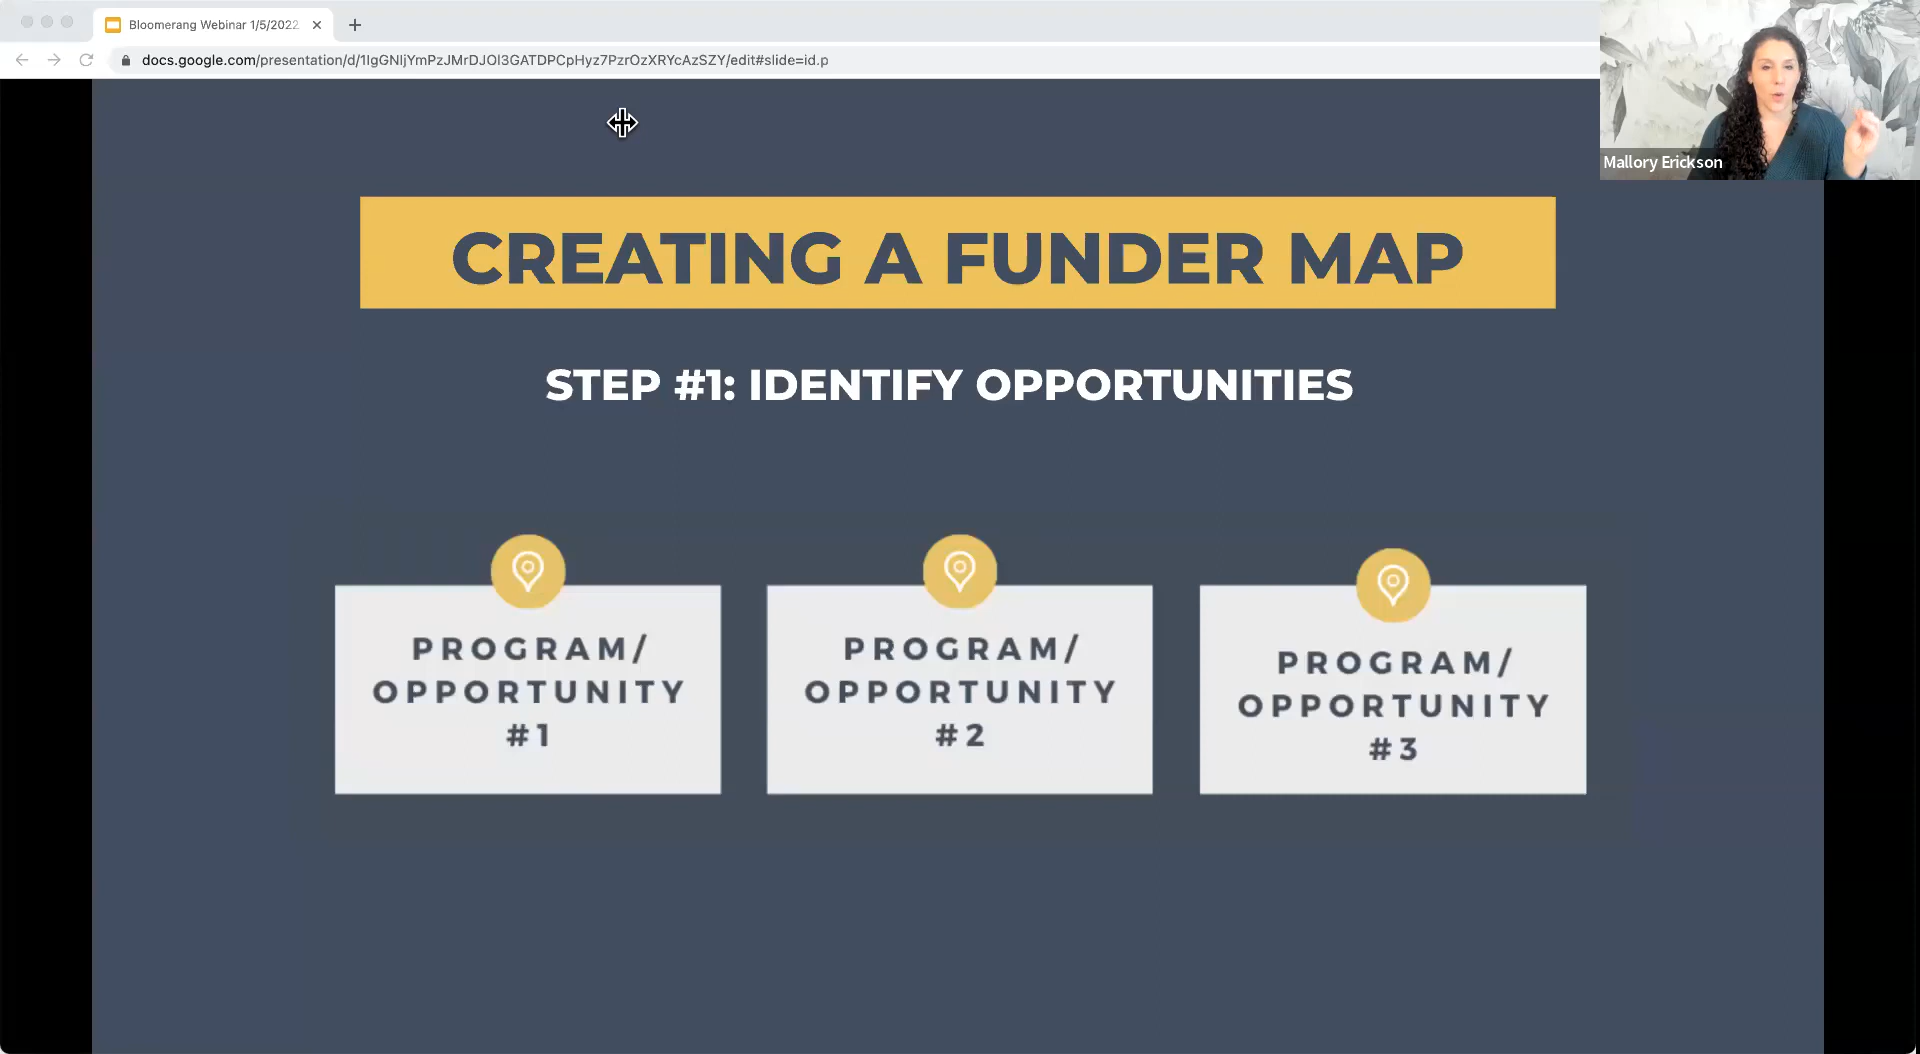 Bloomerang Webinar 1/5/2022
docs.google.com/presentation/d/1IgGNIjYmPzJMrDJOI3GATDPCpHyz7PzrOzXRYcAzSZY/edit#slide=id.p
Mallory Erickson
CREATING A FUNDER MAP
STEP #1: IDENTIFY OPPORTUNITIES
PROGRAM/
OPPORTUNITY
#1
PROGRAM/
OPPORTUNITY
#2
PROGRAM/
OPPORTUNITY
#3